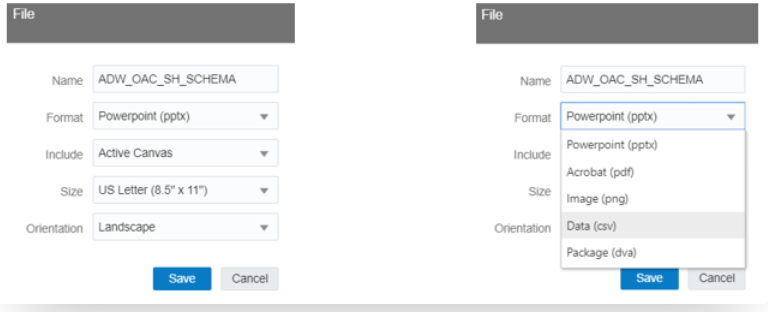 File
Name ADW_OAC_SH_SCHEMA
Format Powerpoint (pptx)
Include Active Canvas
Size US Letter (8.5" x 11")
Orientation Landscape
Save Cancel
File
Name ADW_OAC_SH_SCHEMA
Format Powerpoint (pptx)
Powerpoint (pptx)
Include
Acrobat (pdf)
Size
Image (png)
Orientation Data (csv)
Package (dva)
Save Cancel